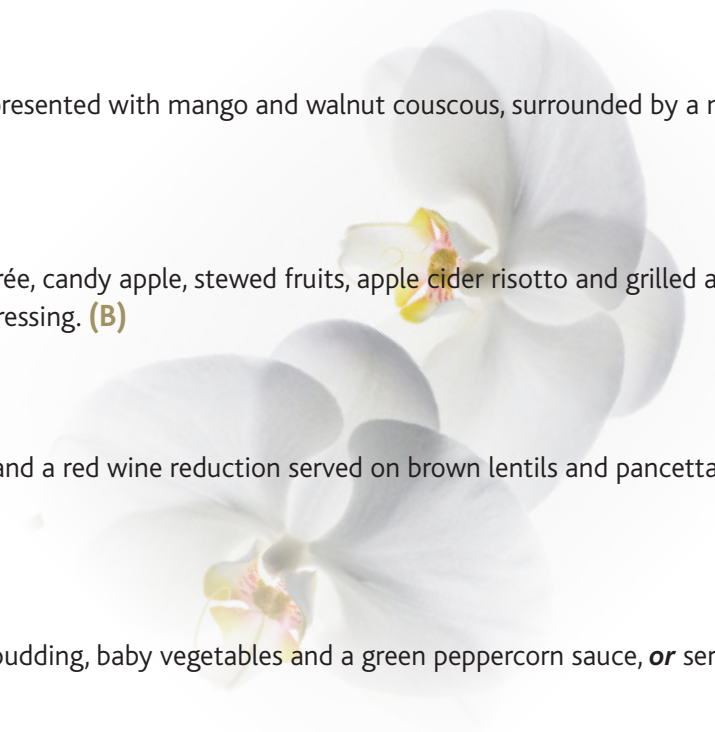 resented with mango and walnut couscous, surrounded by a
rée, candy apple, stewed fruits, apple cider risotto and grilled a
ressing. (B)
and a red wine reduction served on brown lentils and pancetta
pudding, baby vegetables and a green peppercorn sauce, or ser